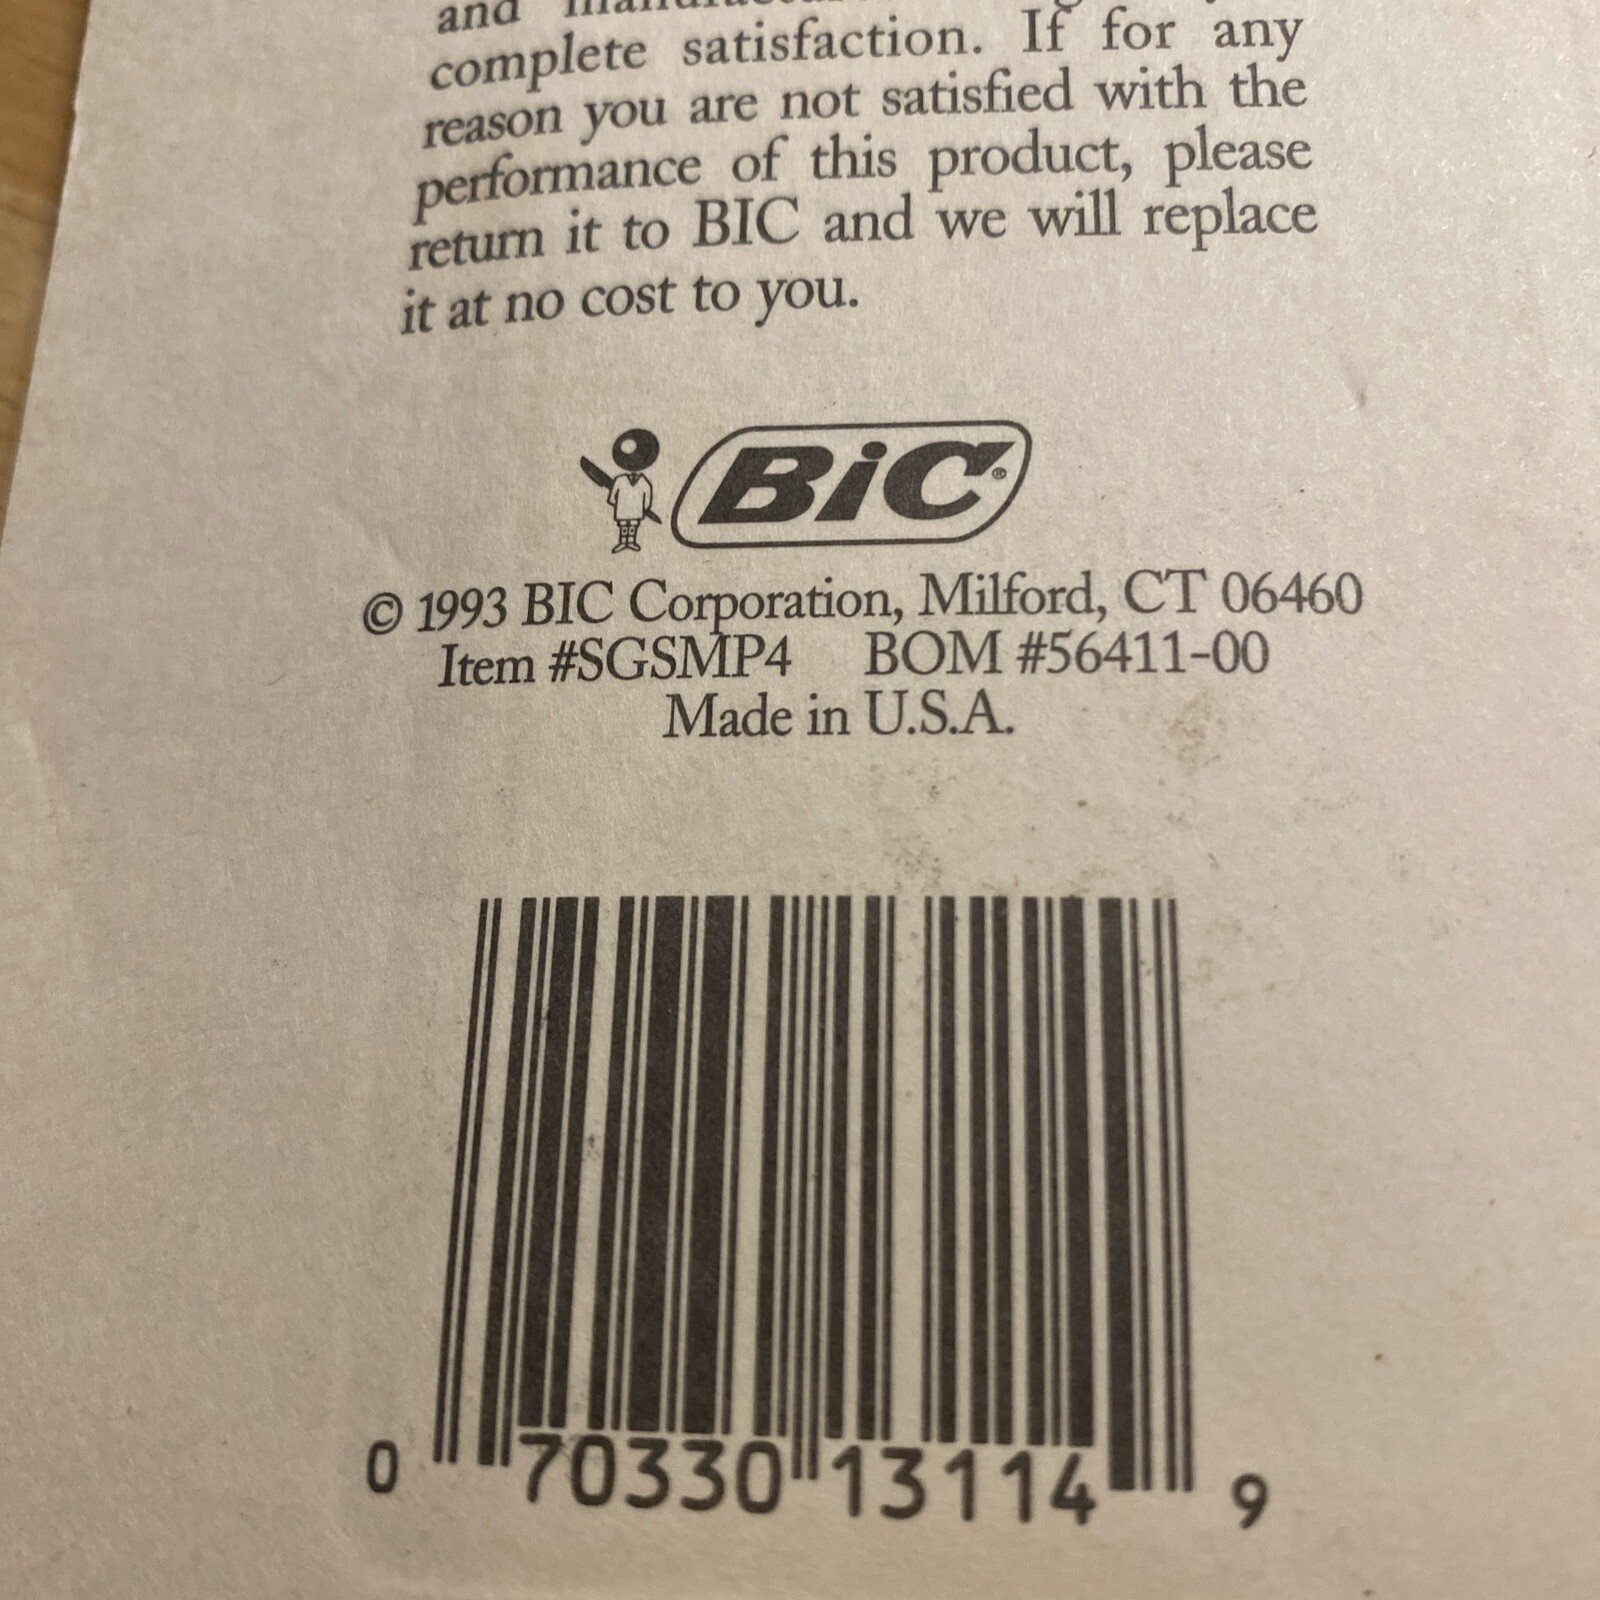 and
complete satisfaction. If for any
reason you are not satisfied with the
performance of this product, please
return it to BIC and we will replace
it at no cost to you.
BiC®
© 1993 BIC Corporation, Milford, CT 06460
Item #SGSMP4 BOM #56411-00
Made in U.S.A.
0 70330 13114 9